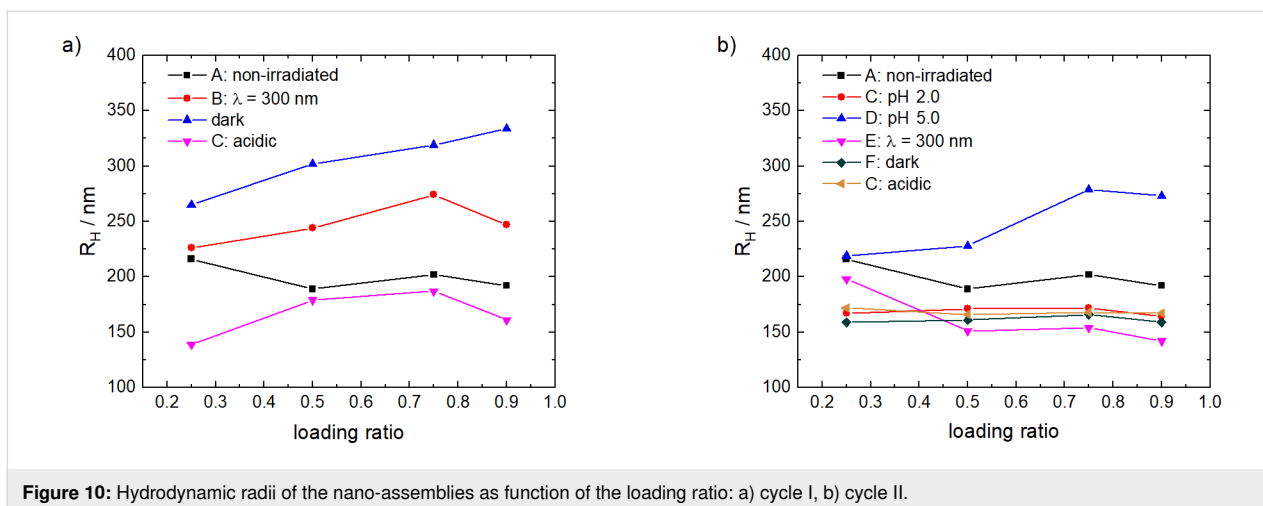 a)
400
350
300
250
200
150
100
R_H / nm
A: non-irradiated
B: λ = 300 nm
dark
C: acidic
0.2 0.3 0.4 0.5 0.6 0.7 0.8 0.9 1.0
loading ratio
b)
400
350
300
250
200
150
100
R_H / nm
A: non-irradiated
C: pH 2.0
D: pH 5.0
E: λ = 300 nm
F: dark
C: acidic
0.2 0.3 0.4 0.5 0.6 0.7 0.8 0.9 1.0
loading ratio
Figure 10: Hydrodynamic radii of the nano-assemblies as function of the loading ratio: a) cycle I, b) cycle II.